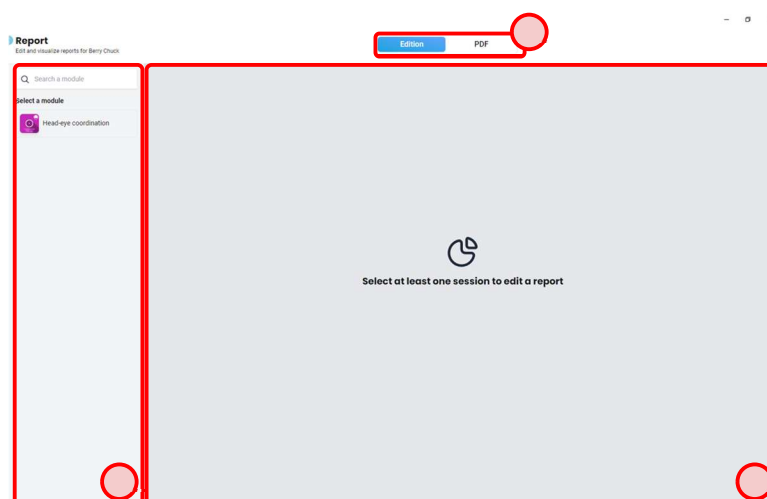 Report
Edit and visualize reports for Berry Chuck
Edition
PDF
Search a module
Select a module
Head-eye coordination
Select at least one session to edit a report